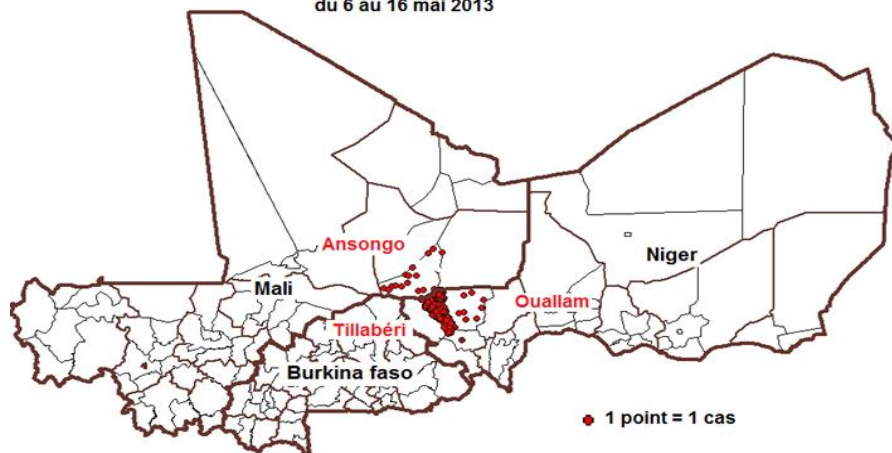 du 6 au 16 mai 2013
Ansongo
Niger
Mali
Ouallam
Tillabéri
Burkina faso
1 point = 1 cas